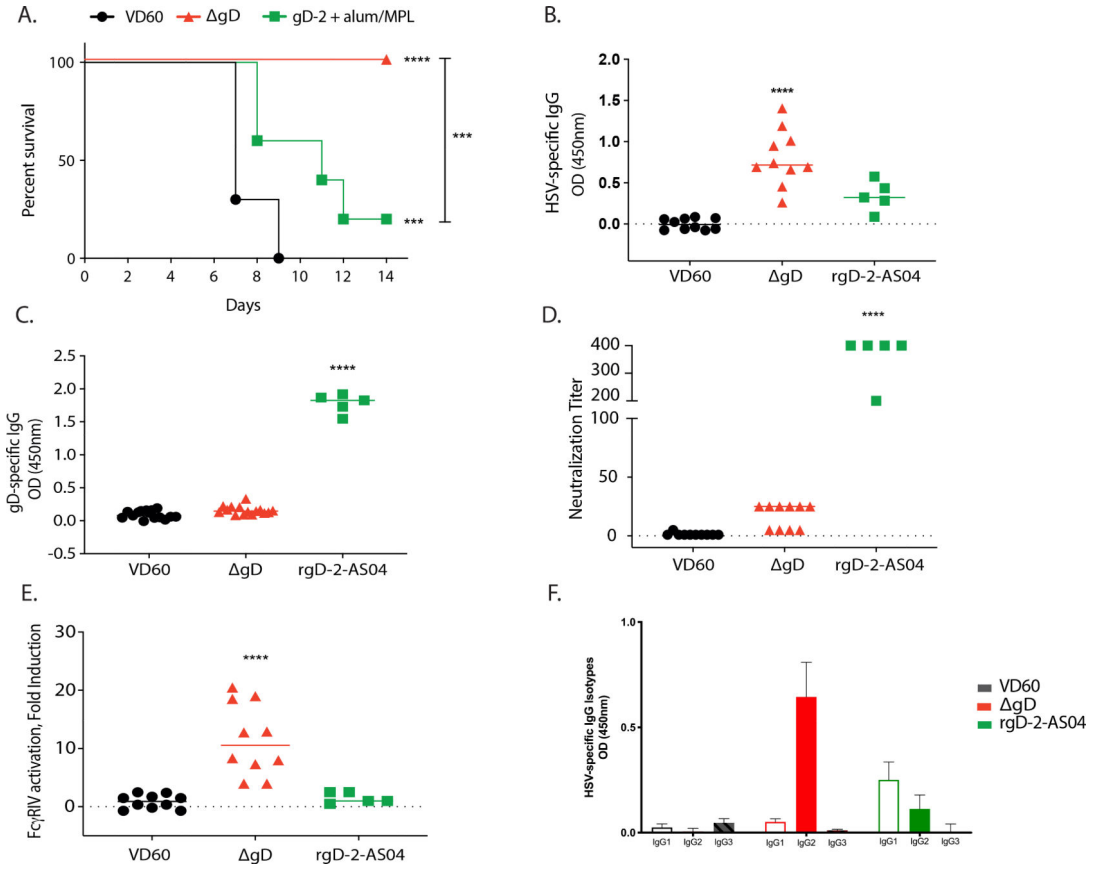 A.
VD60
ΔgD
gD-2 + alum/MPL
Percent survival
100
50
0
0 2 4 6 8 10 12 14
Days
****
***
***
B.
HSV-specific IgG
OD (450nm)
2.0
1.5
1.0
0.5
0.0
****
VD60 ΔgD rgD-2-AS04
C.
gD-specific IgG
OD (450nm)
2.5
2.0
1.5
1.0
0.5
0.0
-0.5
****
VD60 ΔgD rgD-2-AS04
D.
Neutralization Titer
400
300
200
100
50
0
****
VD60 ΔgD rgD-2-AS04
E.
FcγRIV activation, Fold Induction
30
20
10
0
****
VD60 ΔgD rgD-2-AS04
F.
HSV-specific IgG Isotypes
OD (450nm)
1.0
0.5
0.0
IgG1 IgG2 IgG3 IgG1 IgG2 IgG3 IgG1 IgG2 IgG3
VD60
ΔgD
rgD-2-AS04